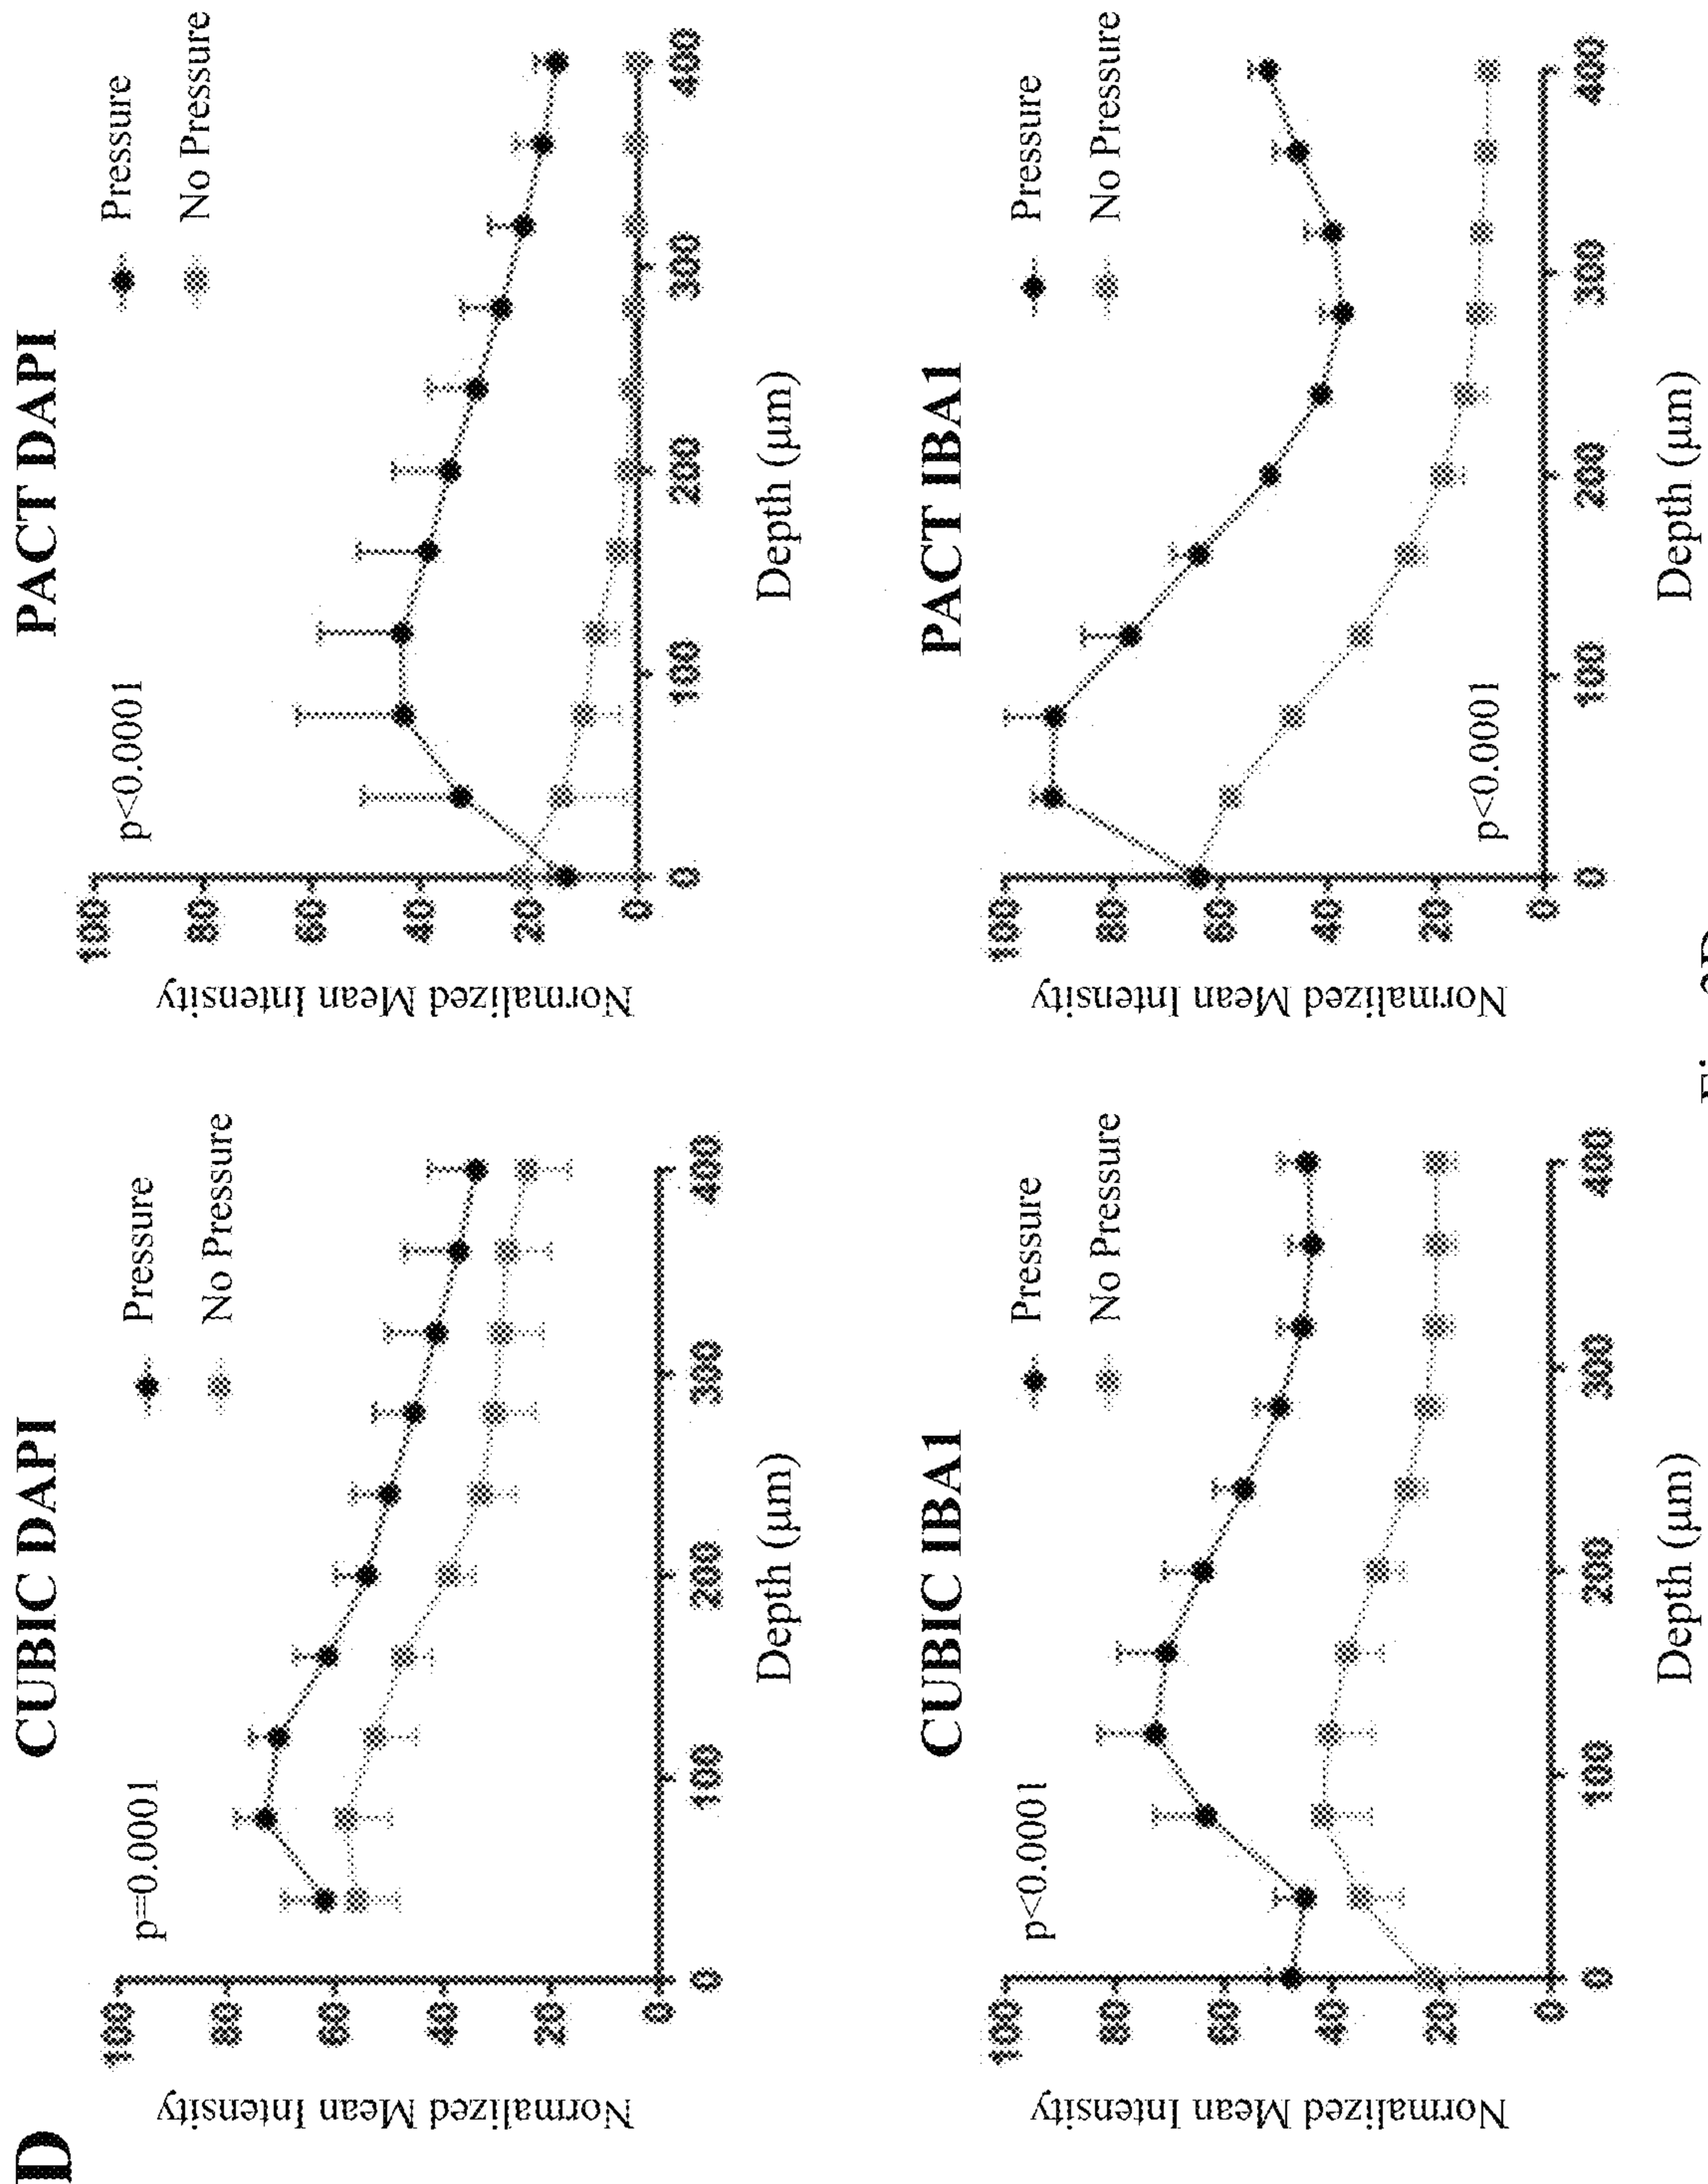 D
CUBIC DAPI
p=0.0001
Pressure
No Pressure
Normalized Mean Intensity
100
80
60
40
20
0
0
100
200
300
400
Depth (μm)
PACT DAPI
p<0.0001
Pressure
No Pressure
Normalized Mean Intensity
100
80
60
40
20
0
0
100
200
300
400
Depth (μm)
CUBIC IBA1
p<0.0001
Pressure
No Pressure
Normalized Mean Intensity
100
80
60
40
20
0
0
100
200
300
400
Depth (μm)
PACT IBA1
p<0.0001
Pressure
No Pressure
Normalized Mean Intensity
100
80
60
40
20
0
0
100
200
300
400
Depth (μm)